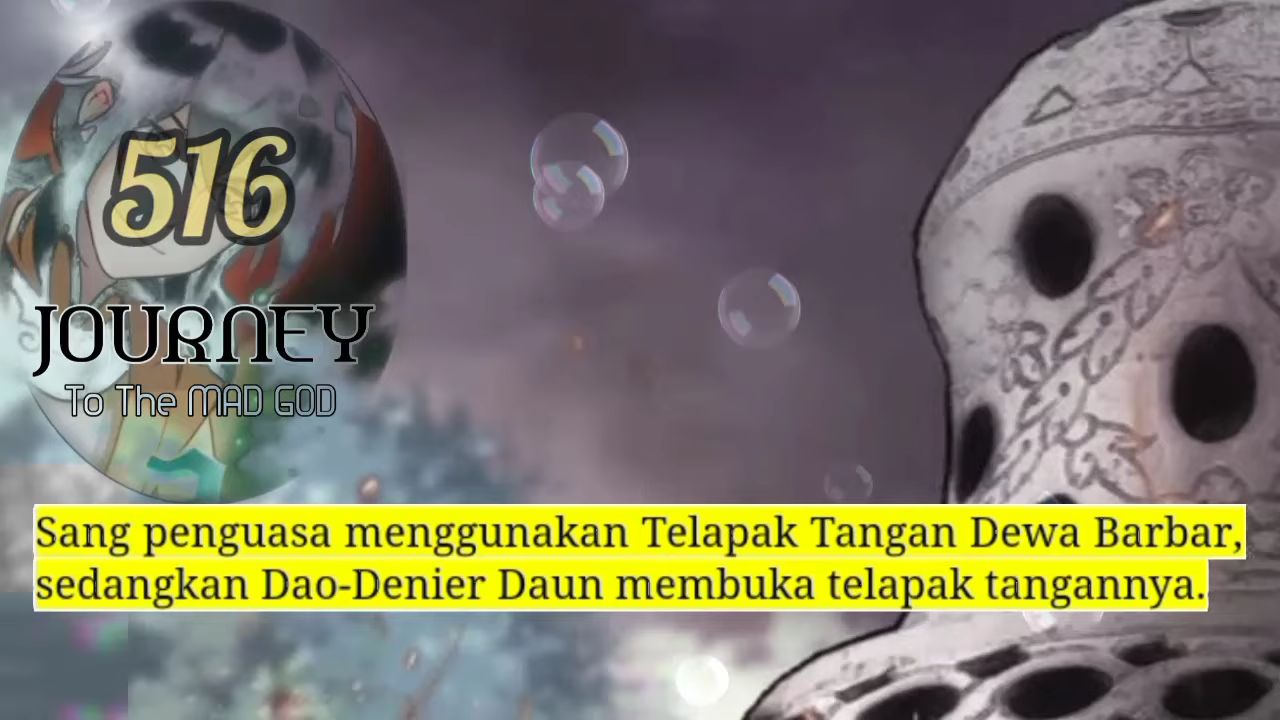 516
JOURNEY
To The MAD GOD
Sang penguasa menggunakan Telapak Tangan Dewa Barbar,
sedangkan Dao-Denier Daun membuka telapak tangannya.